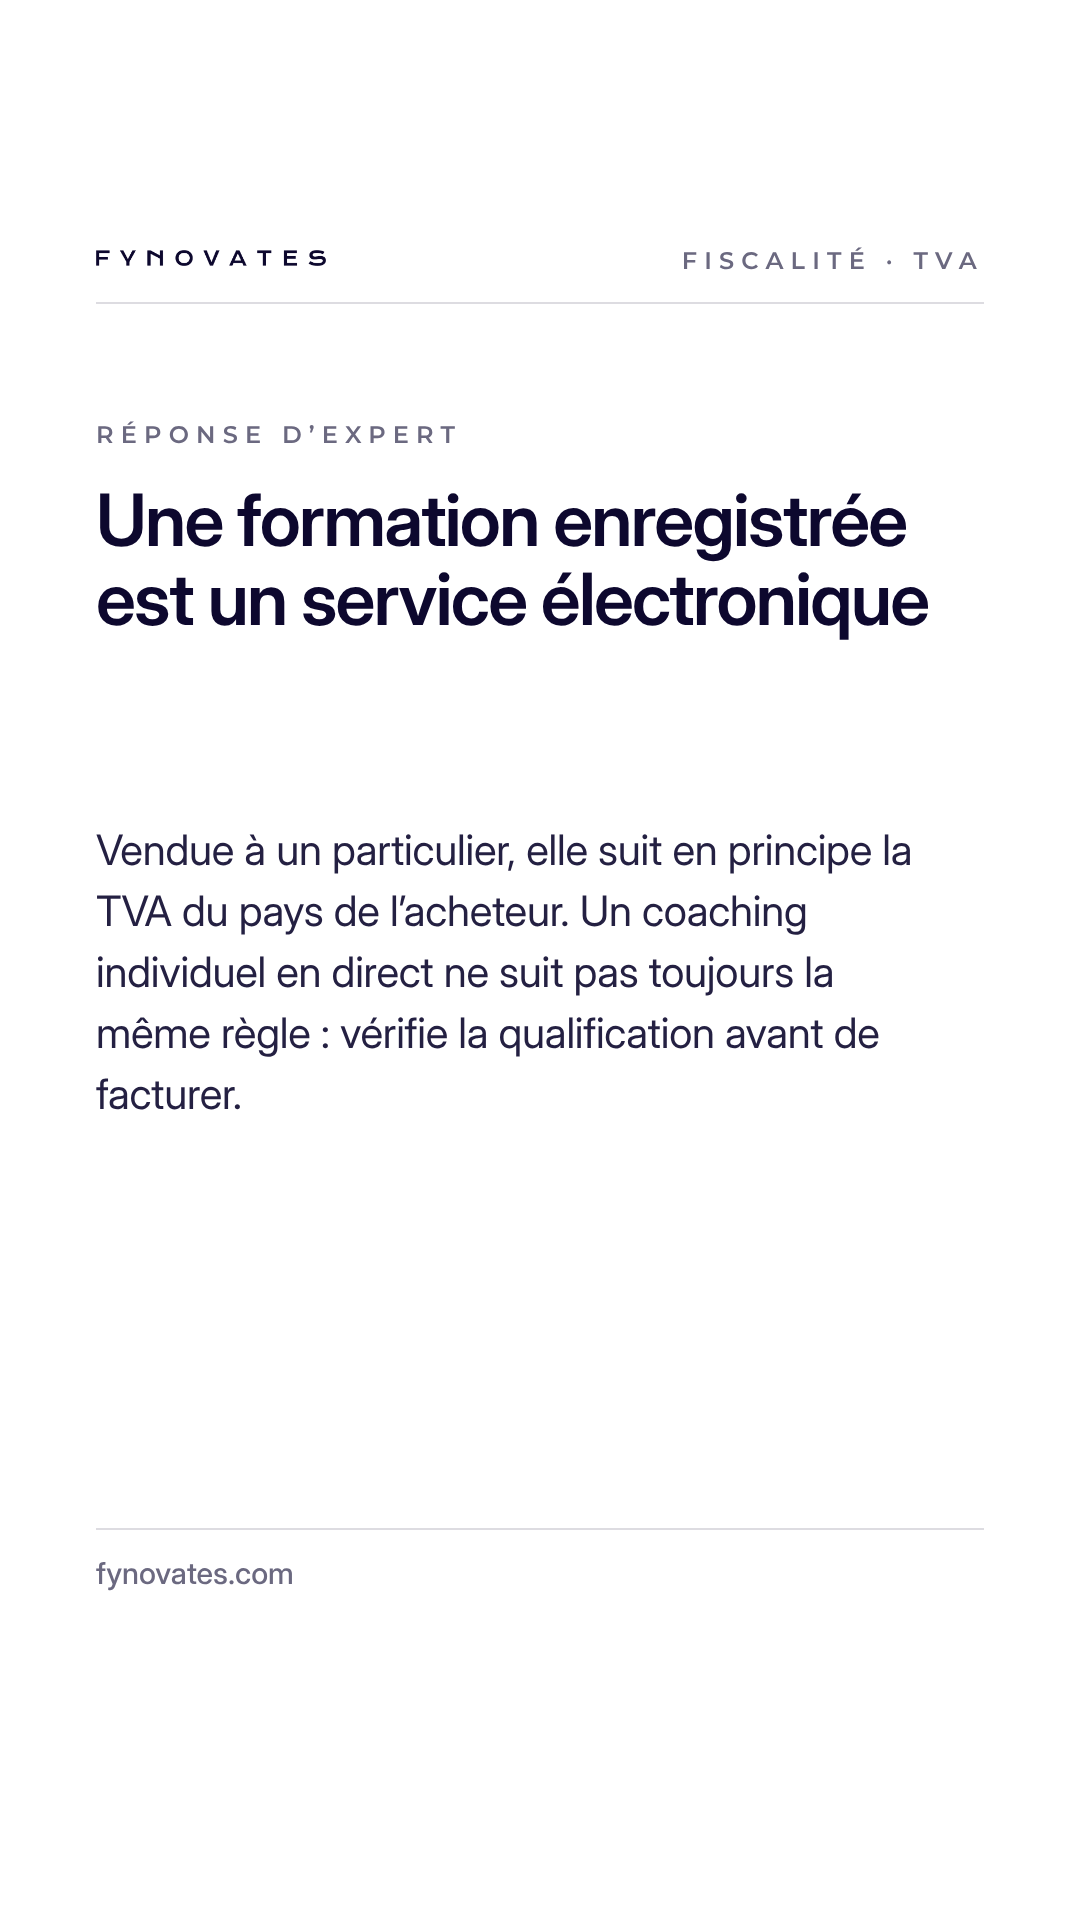 FYNOVATES
FISCALITÉ · TVA
RÉPONSE D’EXPERT
Une formation enregistrée
est un service électronique
Vendue à un particulier, elle suit en principe la
TVA du pays de l’acheteur. Un coaching
individuel en direct ne suit pas toujours la
même règle : vérifie la qualification avant de
facturer.
fynovates.com